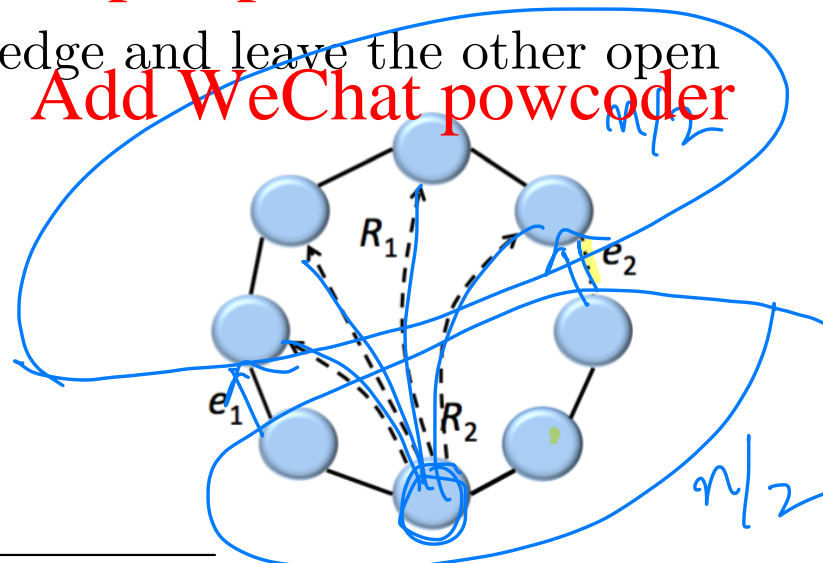 edge and leave the other open
Add WeChat powcoder
n/2
R1
e2
e1
R2
n/2